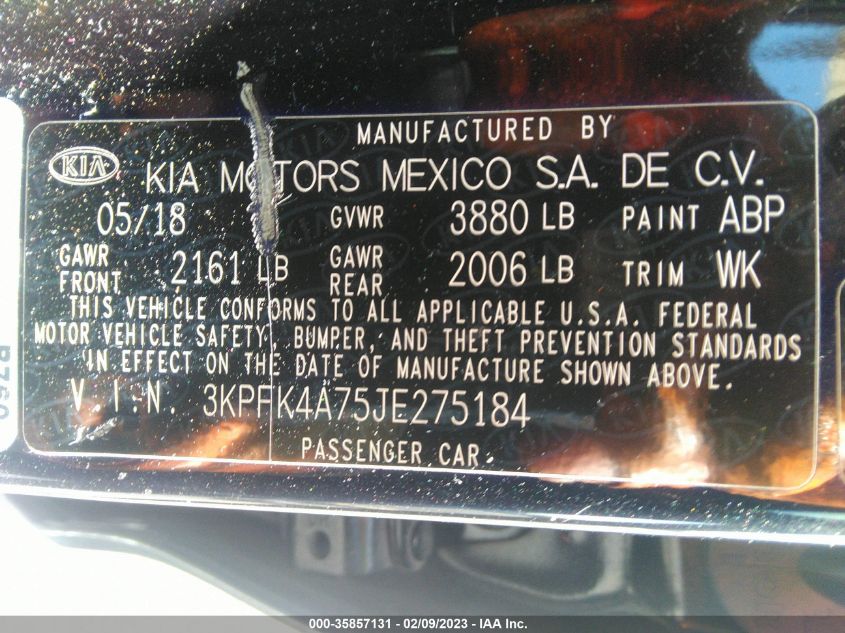 MANUFACTURED BY
KIA KIA MOTORS MEXICO S.A. DE C.V.
05/18 GVWR 3880 LB PAINT ABP
GAWR FRONT 2161 LB GAWR REAR 2006 LB TRIM WK
THIS VEHICLE CONFORMS TO ALL APPLICABLE U.S.A. FEDERAL
MOTOR VEHICLE SAFETY, BUMPER, AND THEFT PREVENTION STANDARDS
IN EFFECT ON THE DATE OF MANUFACTURE SHOWN ABOVE.
V.I.N. 3KPFK4A75JE275184
PASSENGER CAR
000-35857131 - 02/09/2023 - IAA Inc.